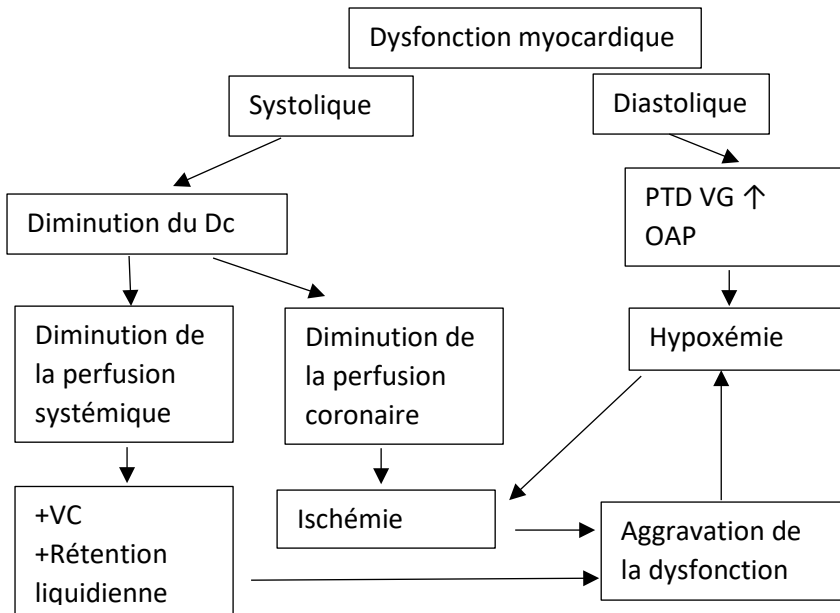 Dysfonction myocardique
Systolique
Diastolique
Diminution du Dc
PTD VG ↑
OAP
Diminution de
la perfusion
systémique
Diminution de
la perfusion
coronaire
Hypoxémie
+VC
+Rétention
liquidienne
Ischémie
Aggravation de
la dysfonction